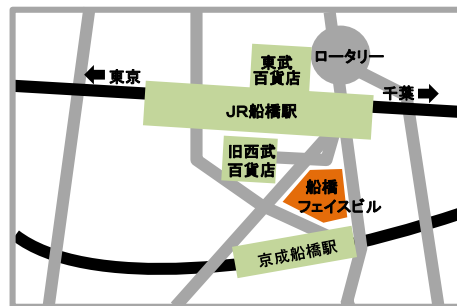 東武
百貨店
ロータリー
東京
千葉
JR船橋駅
旧西武
百貨店
船橋
フェイスビル
京成船橋駅